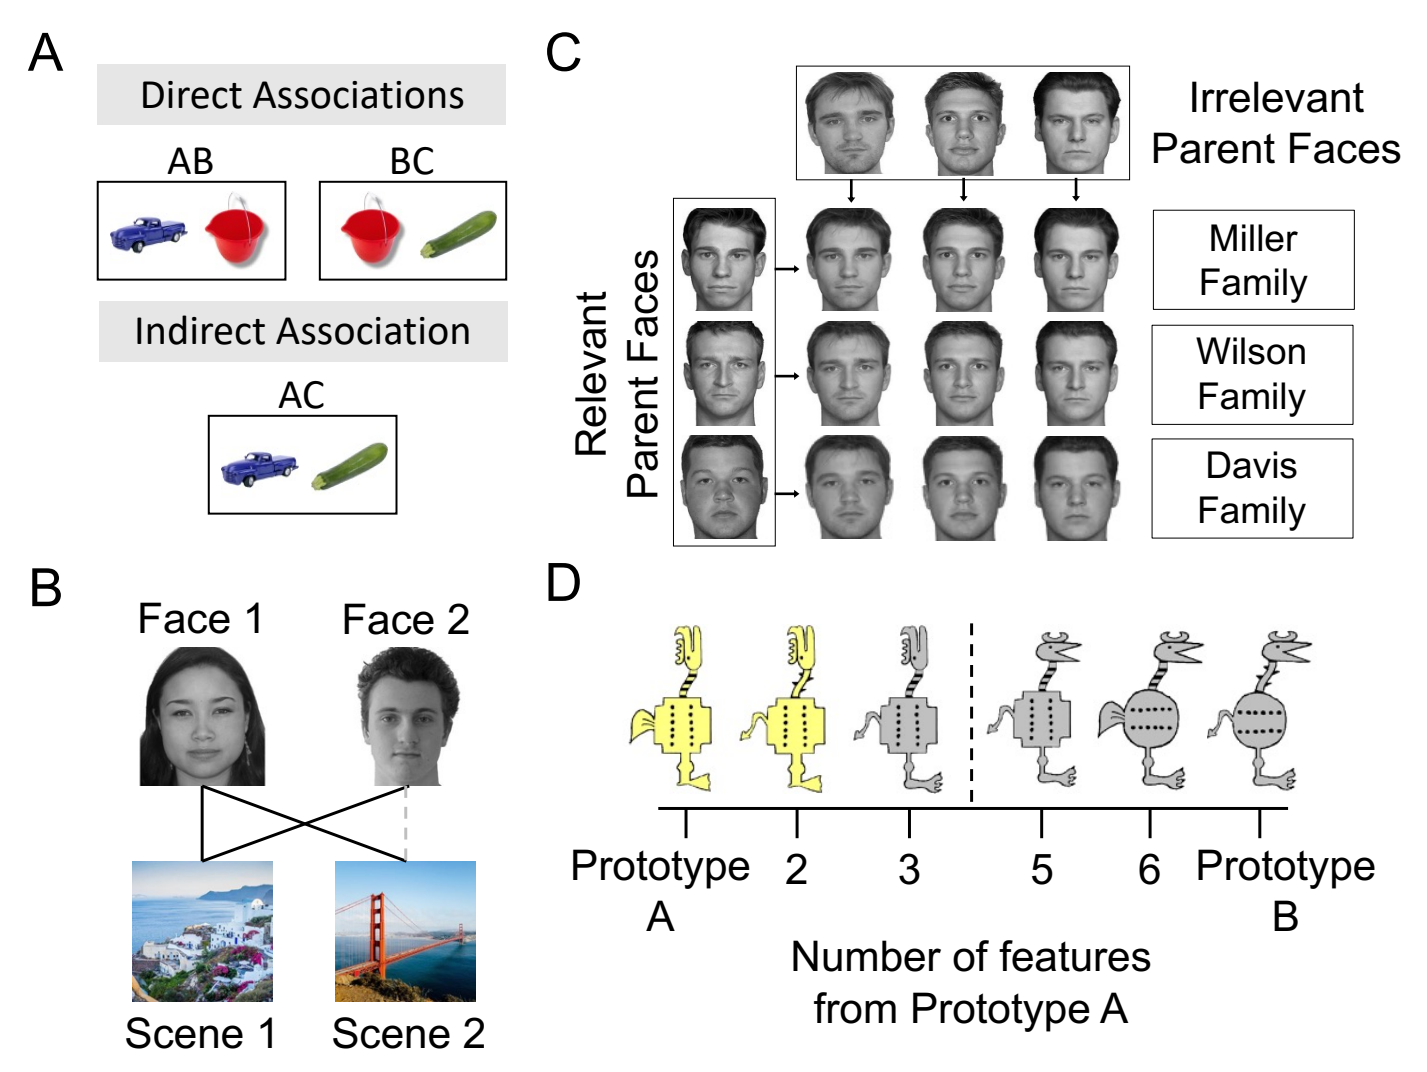 A
Direct Associations
AB
BC
Indirect Association
AC
B
Face 1
Face 2
Scene 1
Scene 2
C
Irrelevant
Parent Faces
Relevant
Parent Faces
Miller
Family
Wilson
Family
Davis
Family
D
Prototype
A
2
3
5
6
Prototype
B
Number of features
from Prototype A